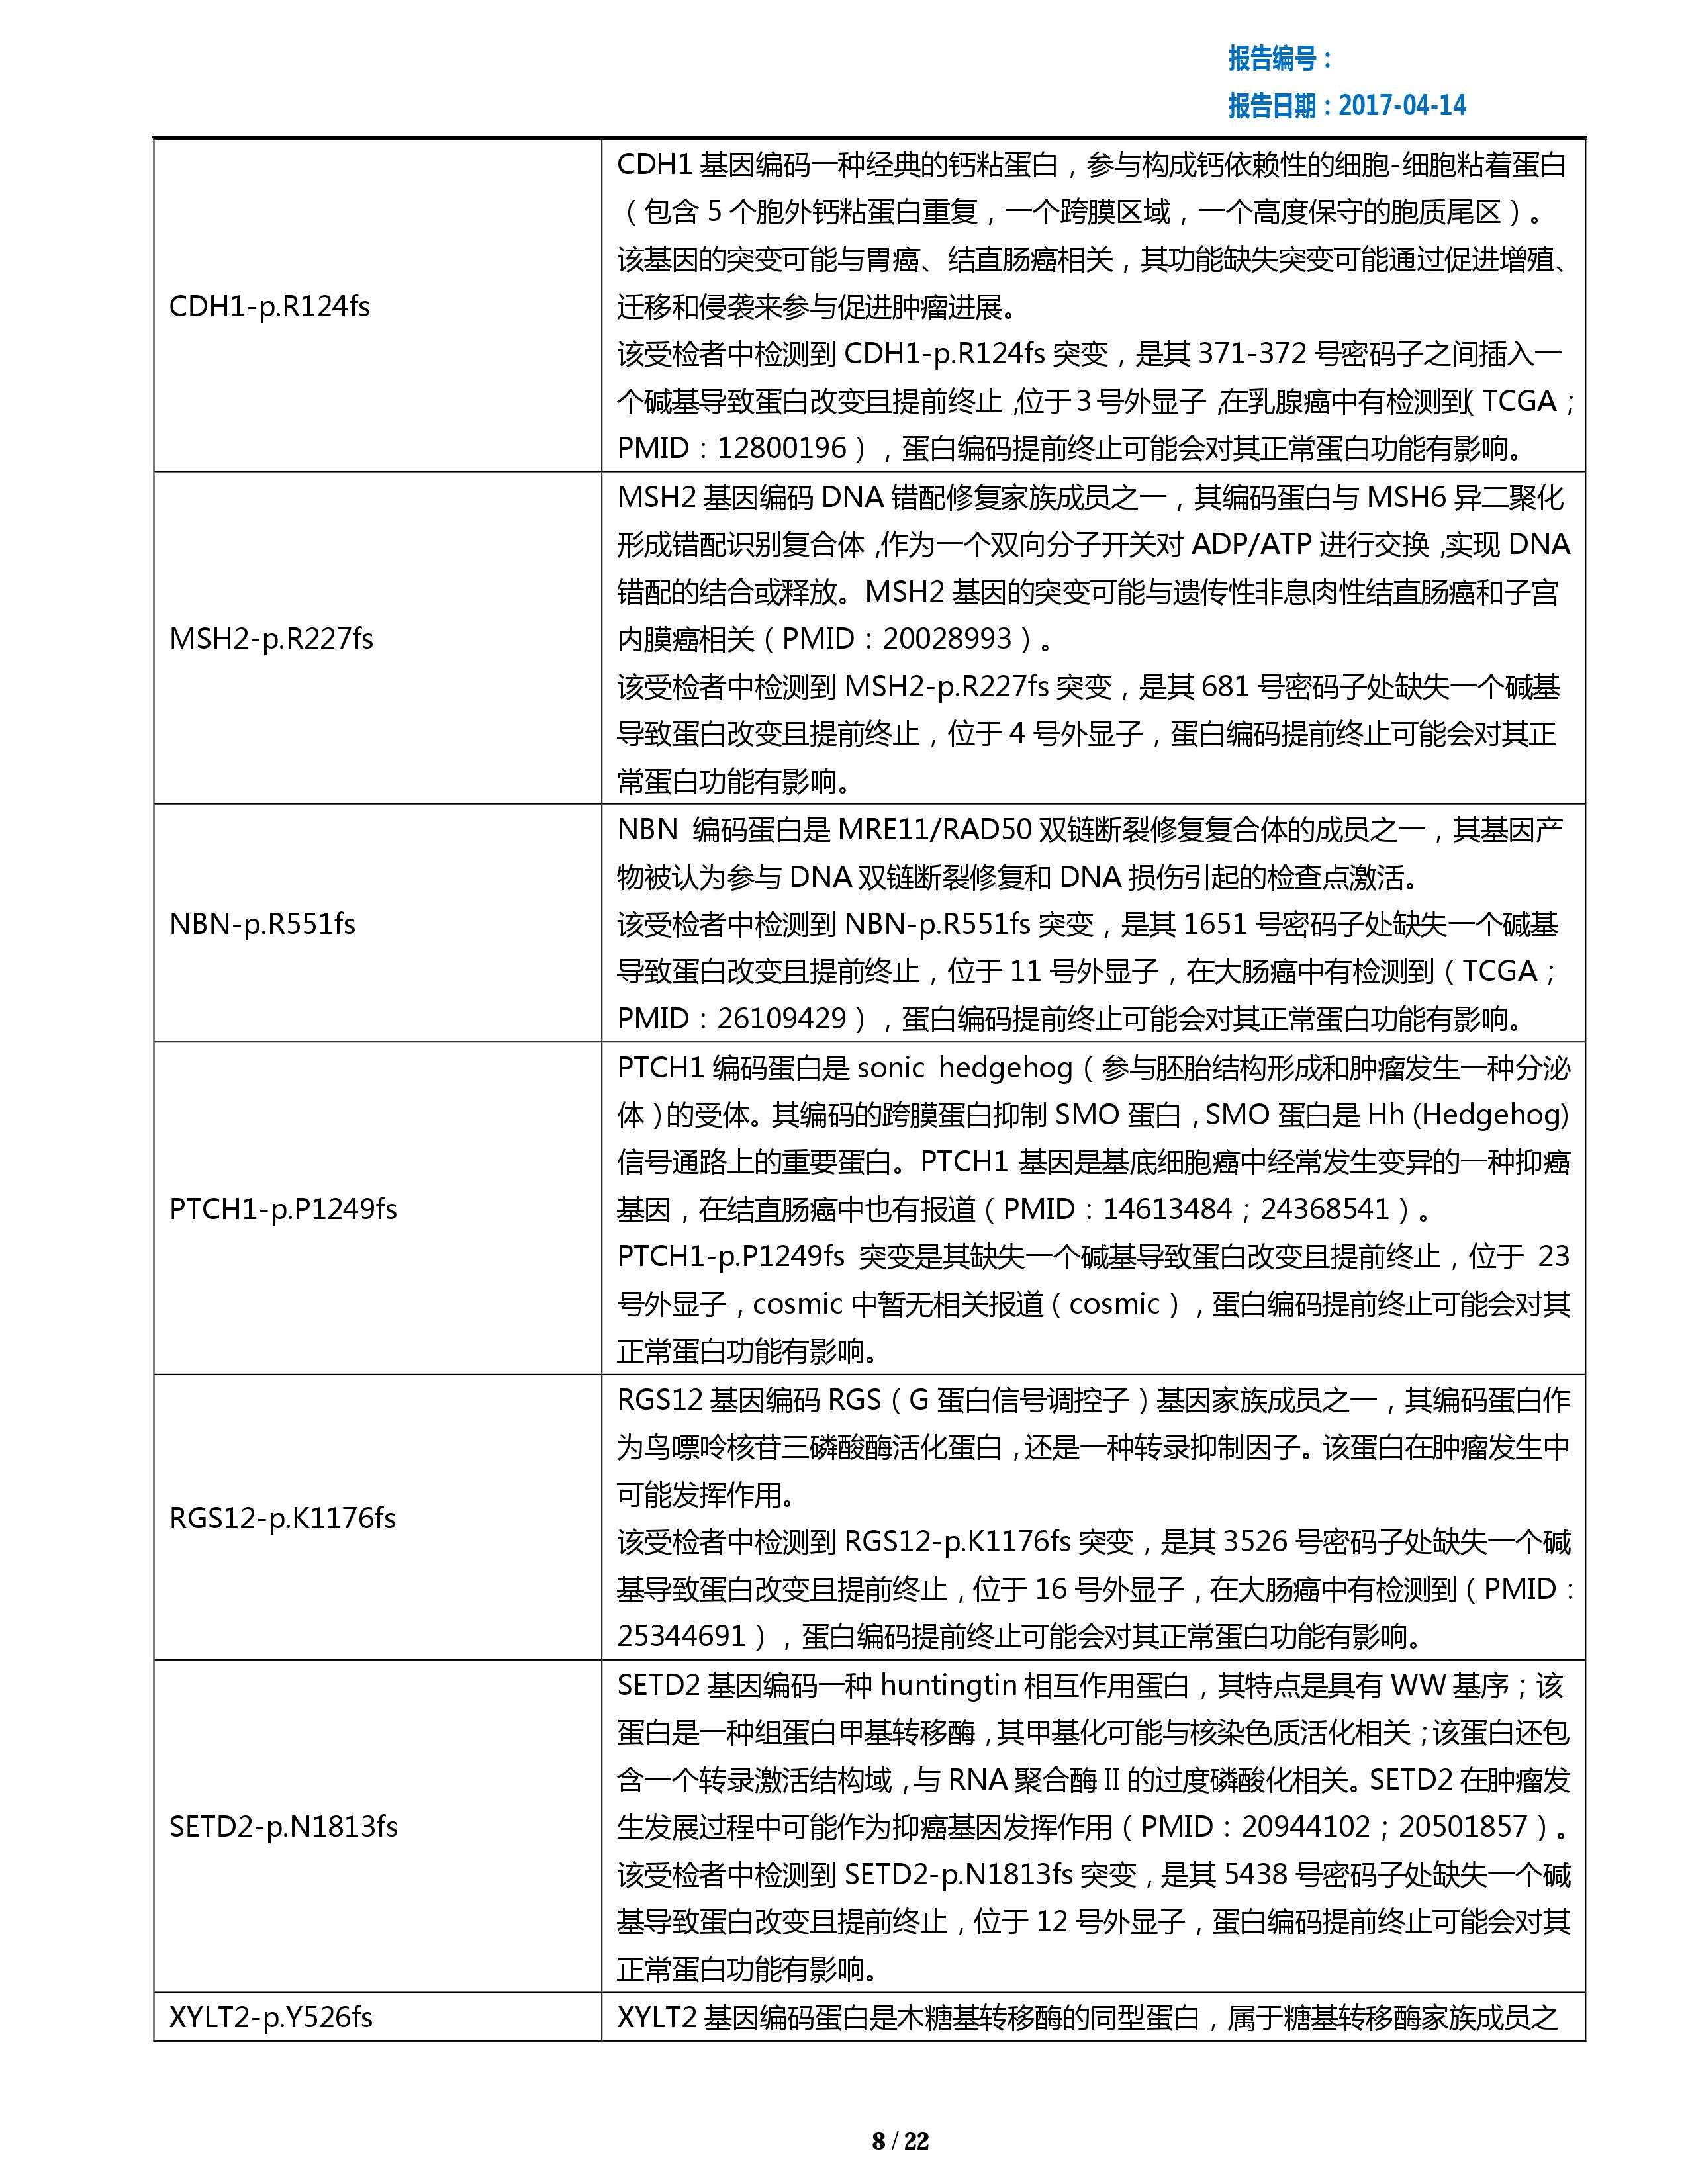 报告编号：
报告日期：2017-04-14
CDH1-p.R124fs
CDH1 基因编码一种经典的钙粘蛋白，参与构成钙依赖性的细胞-细胞粘着蛋白
（包含 5 个胞外钙粘蛋白重复，一个跨膜区域，一个高度保守的胞质尾区）。
该基因的突变可能与胃癌、结直肠癌相关，其功能缺失突变可能通过促进增殖、
迁移和侵袭来参与促进肿瘤进展。
该受检者中检测到 CDH1-p.R124fs 突变，是其 371-372 号密码子之间插入一
个碱基导致蛋白改变且提前终止，位于 3 号外显子，在乳腺癌中有检测到（TCGA；
PMID：12800196），蛋白编码提前终止可能会对其正常蛋白功能有影响。
MSH2-p.R227fs
MSH2 基因编码 DNA 错配修复家族成员之一，其编码蛋白与 MSH6 异二聚化
形成错配识别复合体，作为一个双向分子开关对 ADP/ATP 进行交换，实现 DNA
错配的结合或释放。MSH2 基因的突变可能与遗传性非息肉性结直肠癌和子宫
内膜癌相关（PMID：20028993）。
该受检者中检测到 MSH2-p.R227fs 突变，是其 681 号密码子处缺失一个碱基
导致蛋白改变且提前终止，位于 4 号外显子，蛋白编码提前终止可能会对其正
常蛋白功能有影响。
NBN-p.R551fs
NBN 编码蛋白是 MRE11/RAD50 双链断裂修复复合体的成员之一，其基因产
物被认为参与 DNA 双链断裂修复和 DNA 损伤引起的检查点激活。
该受检者中检测到 NBN-p.R551fs 突变，是其 1651 号密码子处缺失一个碱基
导致蛋白改变且提前终止，位于 11 号外显子，在大肠癌中有检测到（TCGA；
PMID：26109429），蛋白编码提前终止可能会对其正常蛋白功能有影响。
PTCH1-p.P1249fs
PTCH1 编码蛋白是 sonic hedgehog（参与胚胎结构形成和肿瘤发生一种分泌
体）的受体。其编码的跨膜蛋白抑制 SMO 蛋白，SMO 蛋白是 Hh (Hedgehog)
信号通路上的重要蛋白。PTCH1 基因是基底细胞癌中经常发生变异的一种抑癌
基因，在结直肠癌中也有报道（PMID：14613484；24368541）。
PTCH1-p.P1249fs 突变是其缺失一个碱基导致蛋白改变且提前终止，位于 23
号外显子，cosmic 中暂无相关报道（cosmic），蛋白编码提前终止可能会对其
正常蛋白功能有影响。
RGS12-p.K1176fs
RGS12 基因编码 RGS（G 蛋白信号调控子）基因家族成员之一，其编码蛋白作
为鸟嘌呤核苷三磷酸酶活化蛋白，还是一种转录抑制因子。该蛋白在肿瘤发生中
可能发挥作用。
该受检者中检测到 RGS12-p.K1176fs 突变，是其 3526 号密码子处缺失一个碱
基导致蛋白改变且提前终止，位于 16 号外显子，在大肠癌中有检测到（PMID：
25344691），蛋白编码提前终止可能会对其正常蛋白功能有影响。
SETD2-p.N1813fs
SETD2 基因编码一种 huntingtin 相互作用蛋白，其特点是具有 WW 基序；该
蛋白是一种组蛋白甲基转移酶，其甲基化可能与核染色质活化相关；该蛋白还包
含一个转录激活结构域，与 RNA 聚合酶 II 的过度磷酸化相关。SETD2 在肿瘤发
生发展过程中可能作为抑癌基因发挥作用（PMID：20944102；20501857）。
该受检者中检测到 SETD2-p.N1813fs 突变，是其 5438 号密码子处缺失一个碱
基导致蛋白改变且提前终止，位于 12 号外显子，蛋白编码提前终止可能会对其
正常蛋白功能有影响。
XYLT2-p.Y526fs
XYLT2 基因编码蛋白是木糖基转移酶的同型蛋白，属于糖基转移酶家族成员之
8 / 22